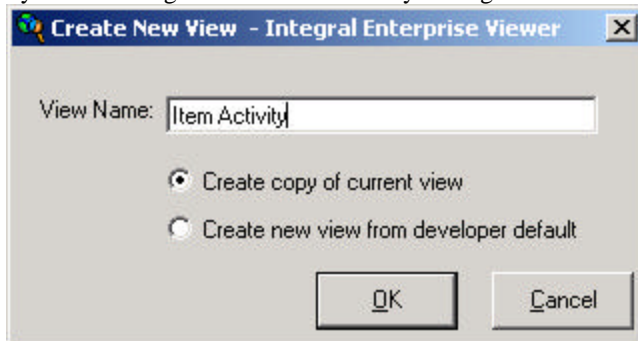 Create New View - Integral Enterprise Viewer
View Name: Item Activity
Create copy of current view
Create new view from developer default
OK Cancel